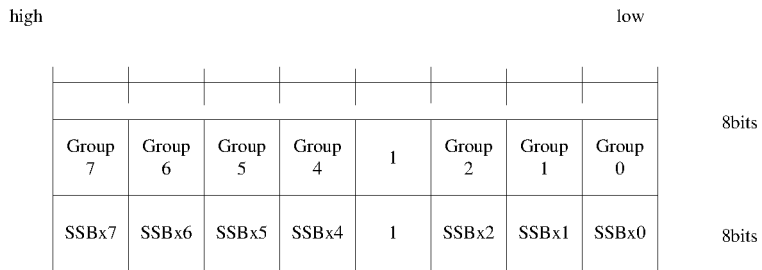 high low
8bits
Group Group Group Group 1 Group Group Group
7 6 5 4 2 1 0
SSBx7 SSBx6 SSBx5 SSBx4 1 SSBx2 SSBx1 SSBx0 8bits